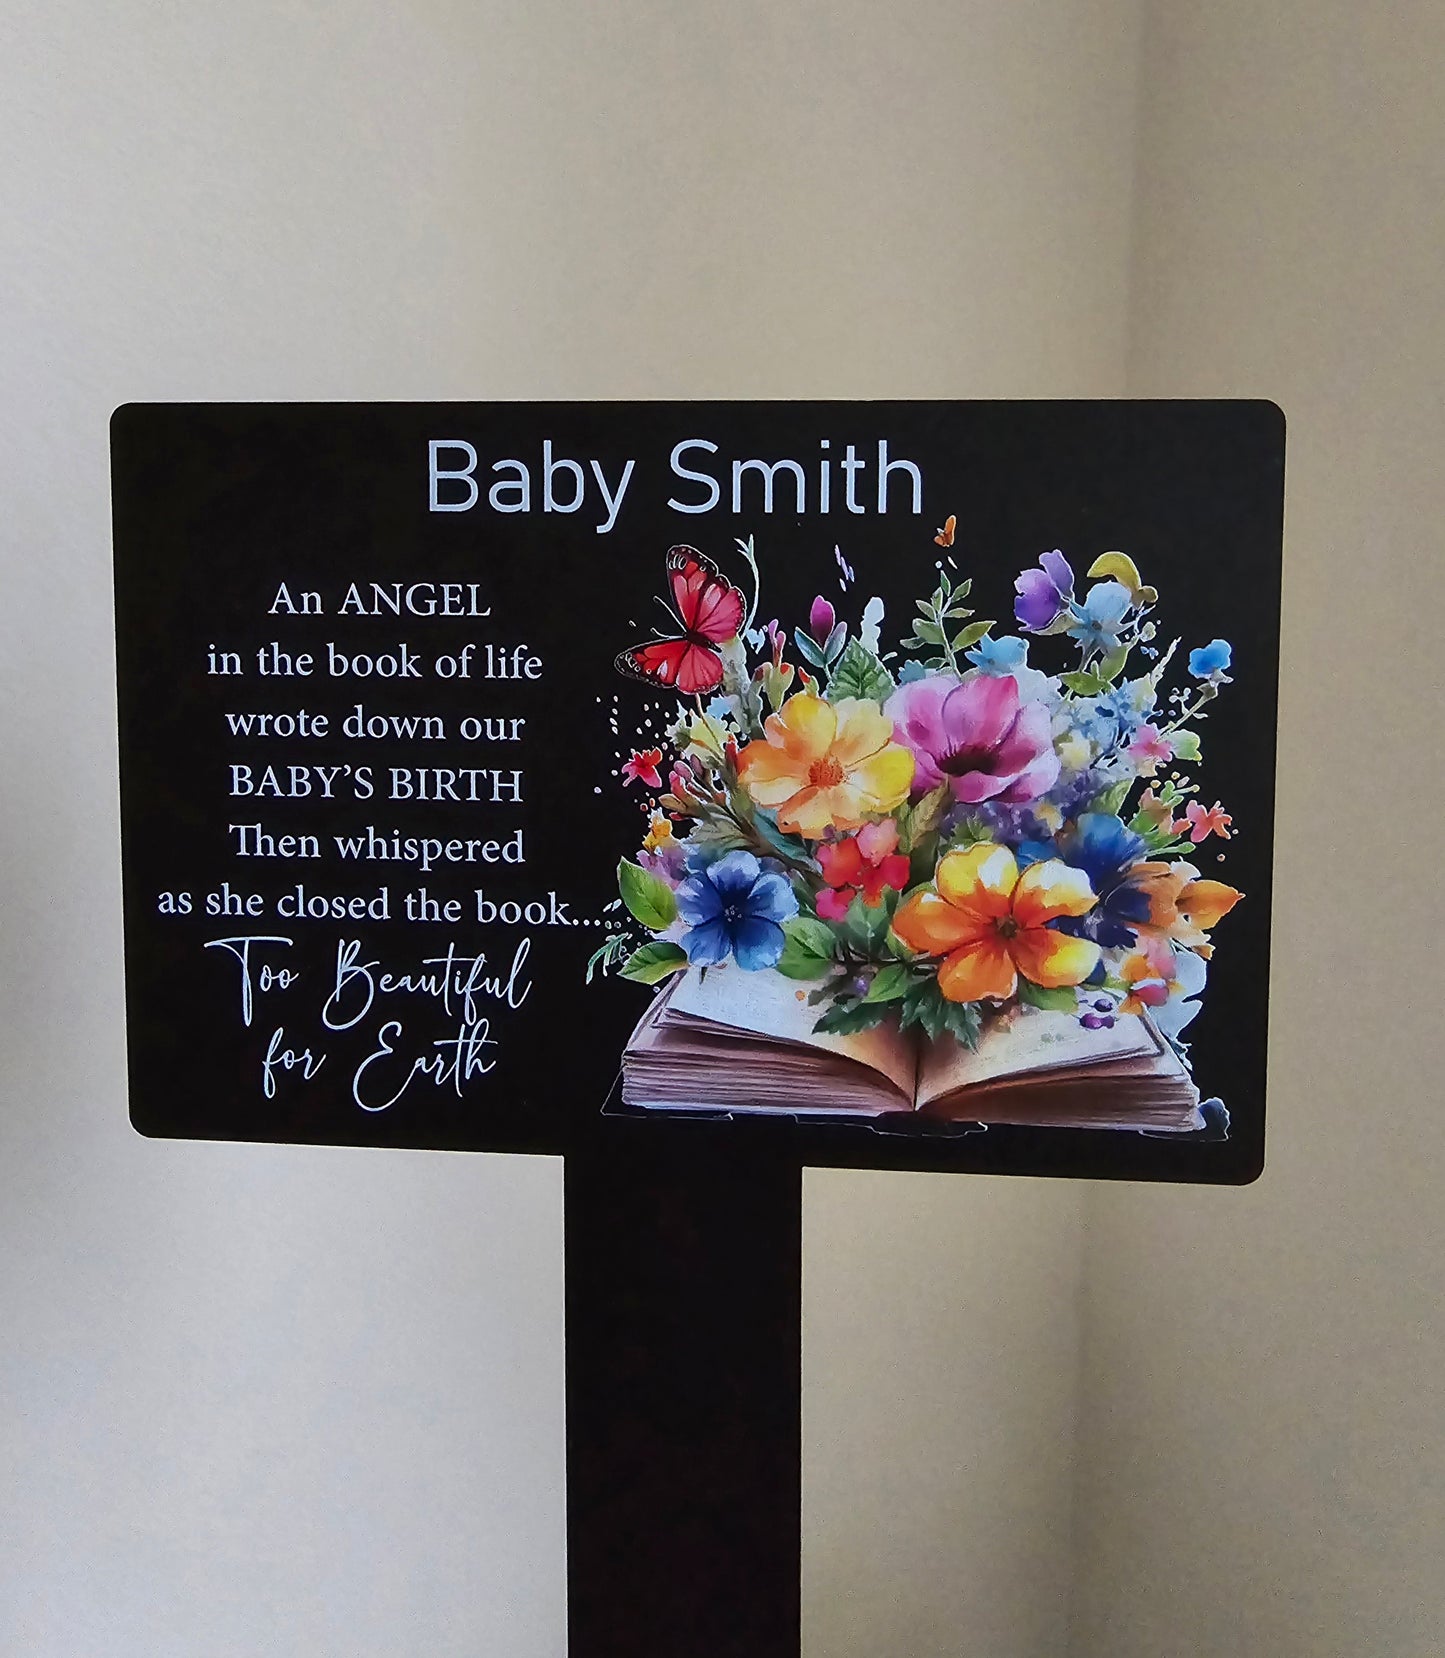 Baby Smith
An ANGEL
in the book of life
wrote down our
BABY'S BIRTH
Then whispered
as she closed the book...
Too Beautiful
for Earth